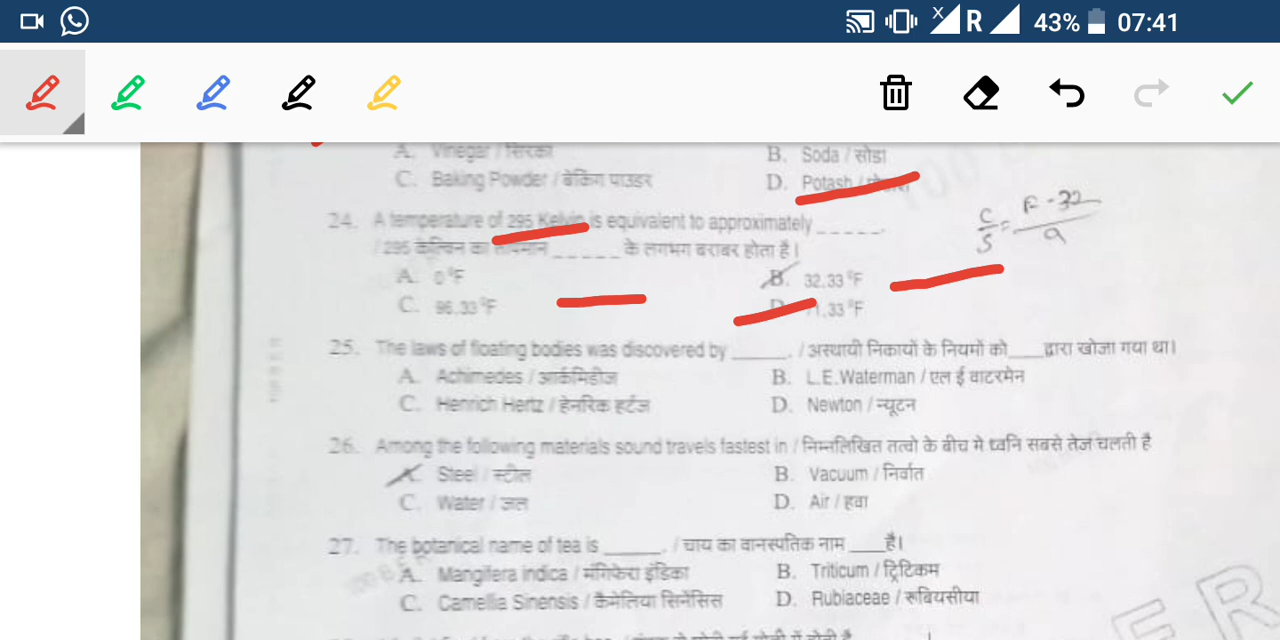 R 43% 07:41
A. Vinegar / सिरका B. Soda / सोडा
C. Baking Powder / बेकिंग पाउडर D. Potash /
24. A temperature of 295 Kelvin is equivalent to approximately ______.
/ 295 केल्विन का तापमान _____ के लगभग बराबर होता है।
C/5 = F-32/9
A. 0°F B. 32.33 °F
C. 96.33 °F D. 71.33 °F
25. The laws of floating bodies was discovered by ______. / अस्थायी निकायों के नियमों को ____ द्वारा खोजा गया था।
A. Achimedes / आर्कमिडीज B. L.E.Waterman / एल ई वाटरमेन
C. Henrich Hertz / हेनरिक हर्ट्ज D. Newton / न्यूटन
26. Among the following materials sound travels fastest in / निम्नलिखित तत्वो के बीच मे ध्वनि सबसे तेज चलती है
A. Steel / स्टील B. Vacuum / निर्वात
C. Water / जल D. Air / हवा
27. The botanical name of tea is ______. / चाय का वानस्पतिक नाम ____ है।
A. Mangifera indica / मंगिफेरा इंडिका B. Triticum / ट्रिटिकम
C. Camellia Sinensis / कैमेलिया सिनेंसिस D. Rubiaceae / रूबियसीया